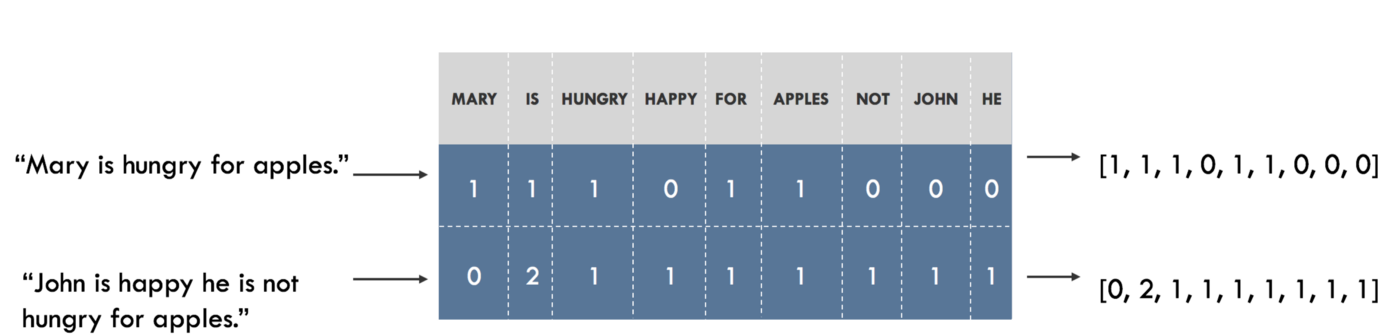 MARY IS HUNGRY HAPPY FOR APPLES NOT JOHN HE
“Mary is hungry for apples.”
1 1 1 0 1 1 0 0 0
[1, 1, 1, 0, 1, 1, 0, 0, 0]
“John is happy he is not
hungry for apples.”
0 2 1 1 1 1 1 1 1
[0, 2, 1, 1, 1, 1, 1, 1, 1]